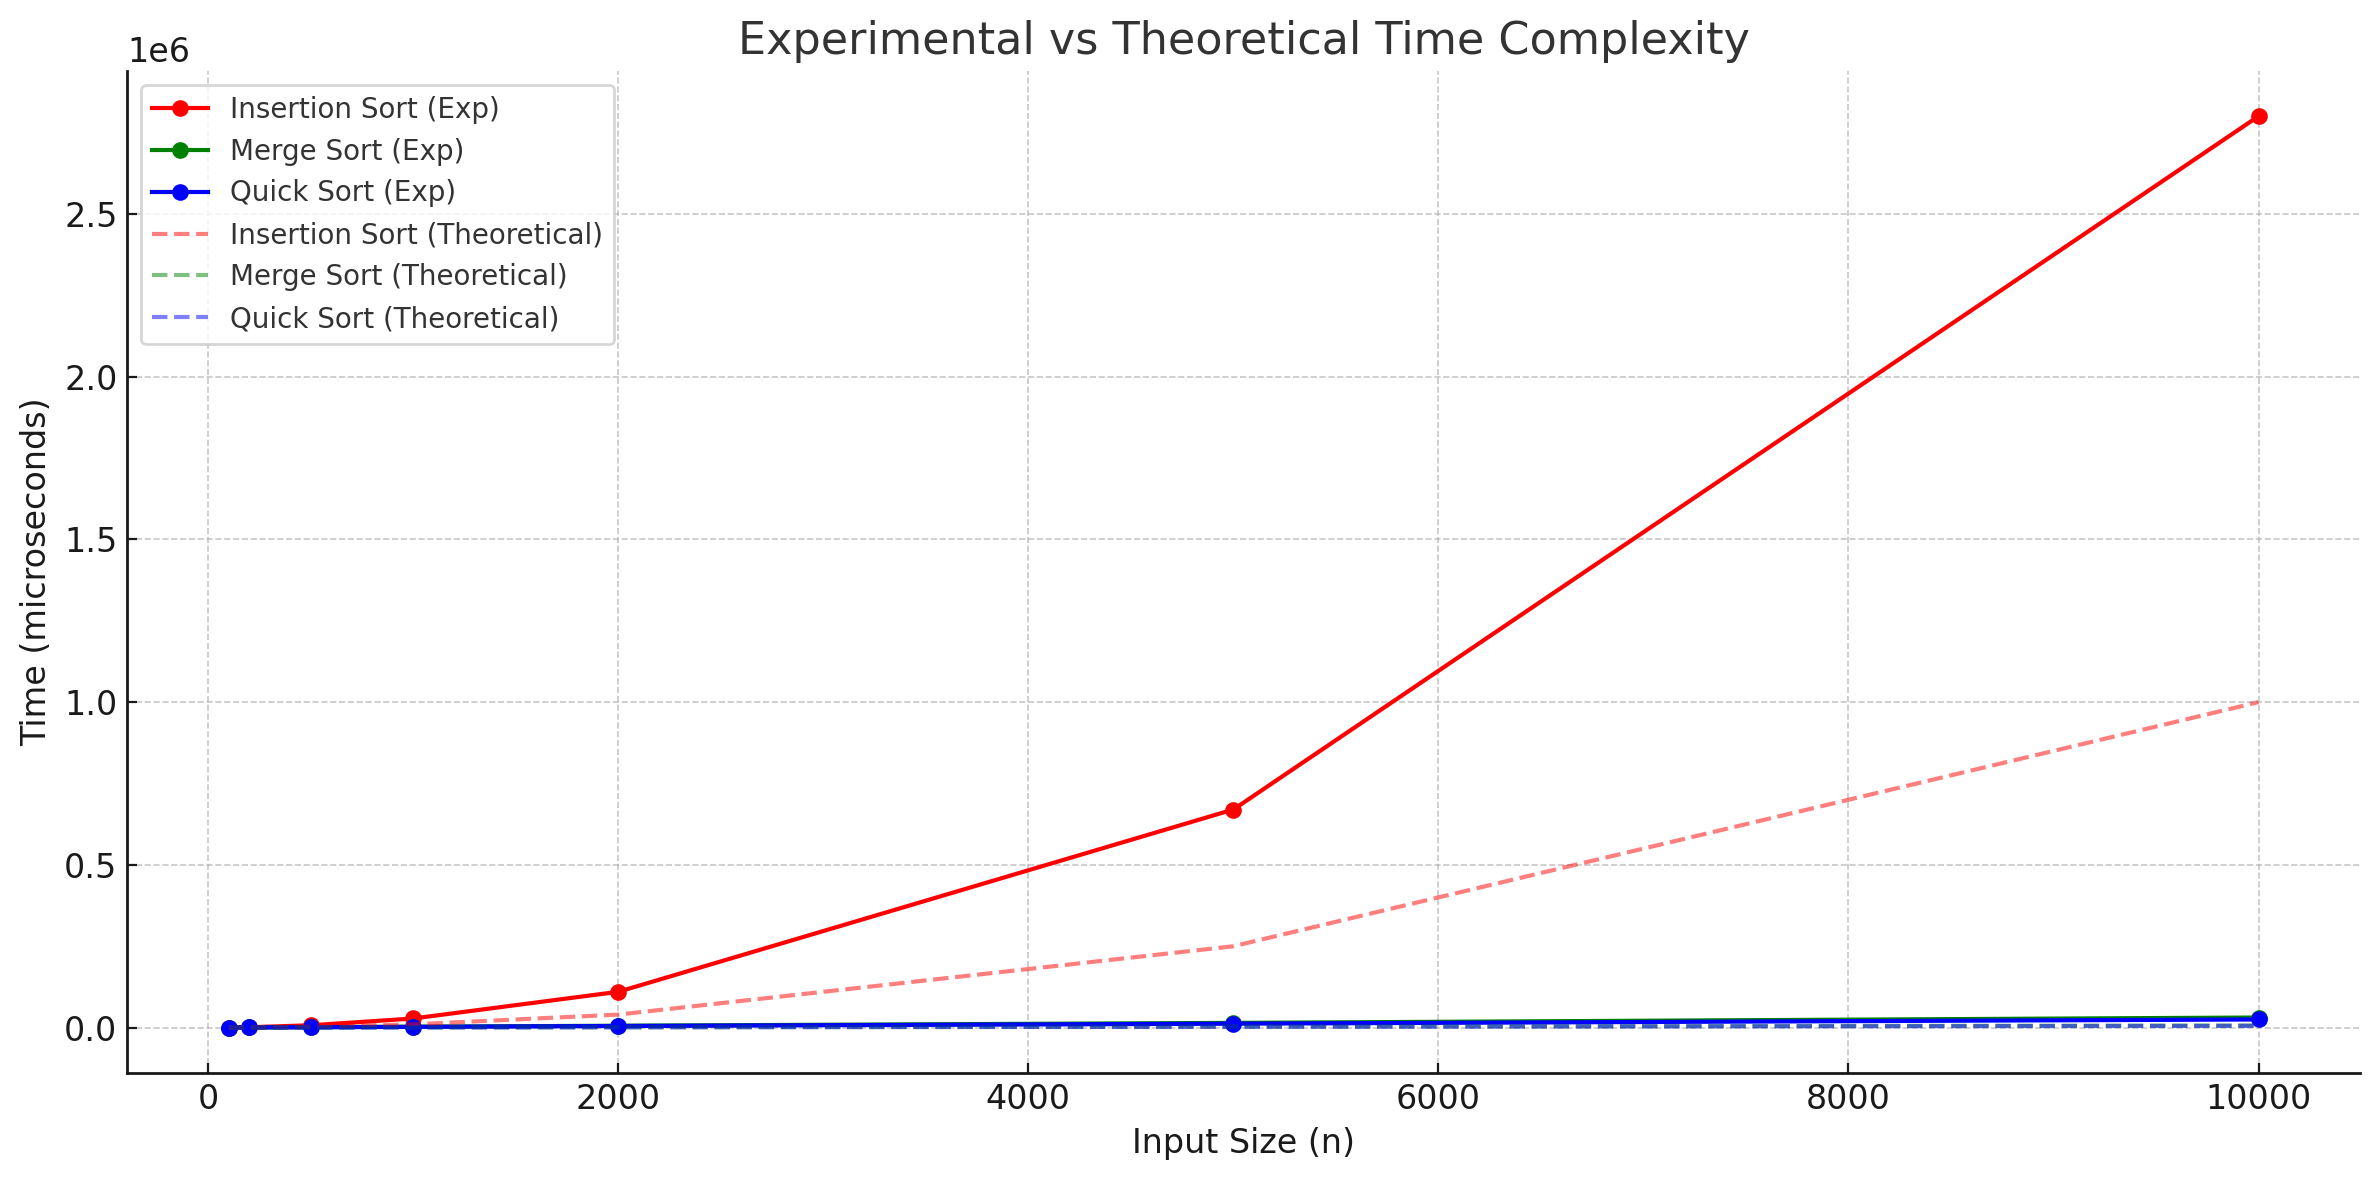 Experimental vs Theoretical Time Complexity
1e6
Insertion Sort (Exp)
Merge Sort (Exp)
Quick Sort (Exp)
Insertion Sort (Theoretical)
Merge Sort (Theoretical)
Quick Sort (Theoretical)
Time (microseconds)
2.5
2.0
1.5
1.0
0.5
0.0
0 2000 4000 6000 8000 10000
Input Size (n)